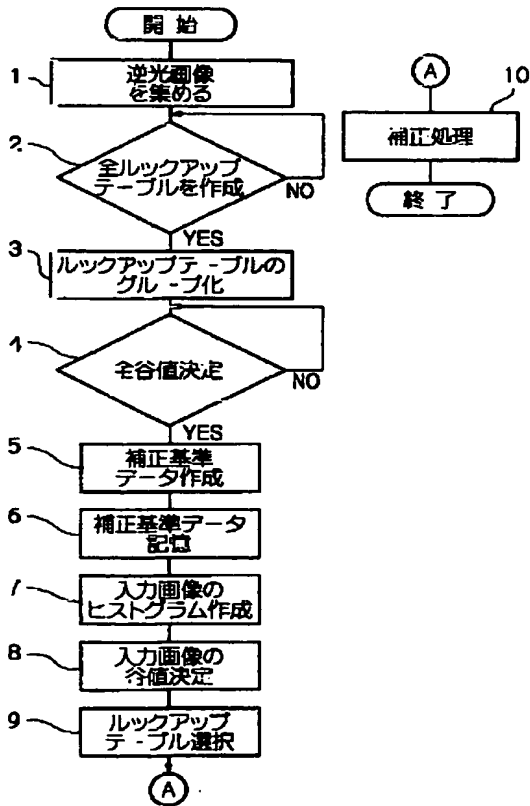 開始
1
逆光画像
を集める
2
全ルックアップ
テーブルを作成
NO
YES
3
ルックアップテーブルの
グループ化
4
全谷値決定
NO
YES
5
補正基準
データ作成
6
補正基準データ
記憶
7
入力画像の
ヒストグラム作成
8
入力画像の
谷値決定
9
ルックアップ
テーブル選択
A
A
10
補正処理
終了